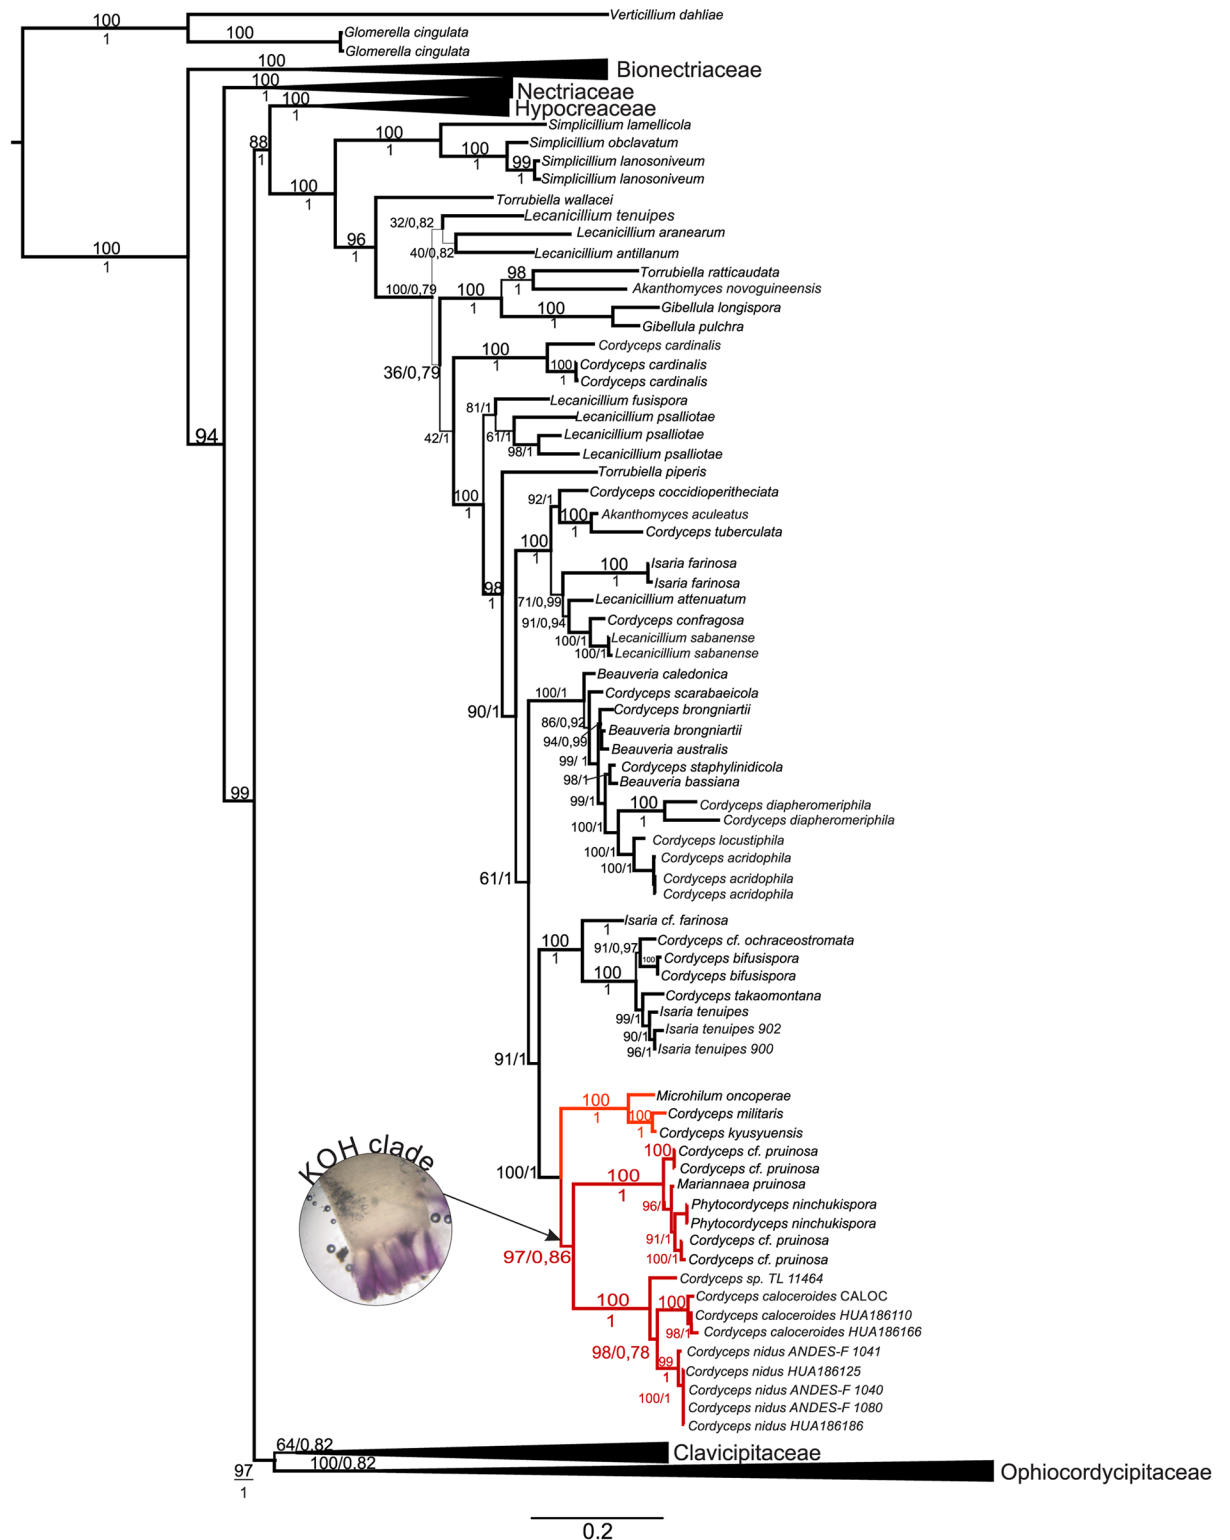 100
1
Verticillium dahliae
100
Glomerella cingulata
Glomerella cingulata
100
Bionectriaceae
100
1
Nectriaceae
100
1
Hypocreaceae
88
1
Simplicillium lamellicola
100
1
Simplicillium obclavatum
100
1
99
1
Simplicillium lanosoniveum
Simplicillium lanosoniveum
100
1
Torrubiella wallacei
96
1
32/0,82
Lecanicillium tenuipes
Lecanicillium aranearum
40/0,82
Lecanicillium antillanum
100
1
98
1
Torrubiella ratticaudata
100/0,79
100
1
Akanthomyces novoguineensis
100
1
Gibellula longispora
Gibellula pulchra
36/0,79
100
1
Cordyceps cardinalis
100
1
Cordyceps cardinalis
Cordyceps cardinalis
81/1
Lecanicillium fusispora
Lecanicillium psalliotae
42/1
61/1
Lecanicillium psalliotae
98/1
Lecanicillium psalliotae
94
Torrubiella piperis
100
1
92/1
Cordyceps coccidioperitheciata
100
1
Akanthomyces aculeatus
Cordyceps tuberculata
100
1
100
1
Isaria farinosa
Isaria farinosa
98
1
71/0,99
Lecanicillium attenuatum
91/0,94
Cordyceps confragosa
100/1
Lecanicillium sabanense
100/1
Lecanicillium sabanense
Beauveria caledonica
100/1
Cordyceps scarabaeicola
90/1
Cordyceps brongniartii
86/0,92
Beauveria brongniartii
94/0,99
Beauveria australis
99/ 1
Cordyceps staphylinidicola
98/1
Beauveria bassiana
99
99/1
100
1
Cordyceps diapheromeriphila
Cordyceps diapheromeriphila
100/1
Cordyceps locustiphila
100/1
Cordyceps acridophila
100/1
Cordyceps acridophila
Cordyceps acridophila
61/1
Isaria cf. farinosa
1
100
1
91/0,97
Cordyceps cf. ochraceostromata
100
Cordyceps bifusispora
Cordyceps bifusispora
100
1
Cordyceps takaomontana
99/1
Isaria tenuipes
90/1
Isaria tenuipes 902
96/1
Isaria tenuipes 900
91/1
100
1
Microhilum oncoperae
100
1
Cordyceps militaris
Cordyceps kyusyuensis
KOH clade
100/1
100
Cordyceps cf. pruinosa
Cordyceps cf. pruinosa
100
1
Mariannaea pruinosa
96/1
Phytocordyceps ninchukispora
Phytocordyceps ninchukispora
91/1
Cordyceps cf. pruinosa
100/1
Cordyceps cf. pruinosa
97/0,86
Cordyceps sp. TL 11464
100
1
100
Cordyceps caloceroides CALOC
Cordyceps caloceroides HUA186110
98/1
Cordyceps caloceroides HUA186166
98/0,78
Cordyceps nidus ANDES-F 1041
99
1
Cordyceps nidus HUA186125
100/1
Cordyceps nidus ANDES-F 1040
Cordyceps nidus ANDES-F 1080
Cordyceps nidus HUA186186
64/0.82
Clavicipitaceae
100/0.82
Ophiocordycipitaceae
97
1
0.2